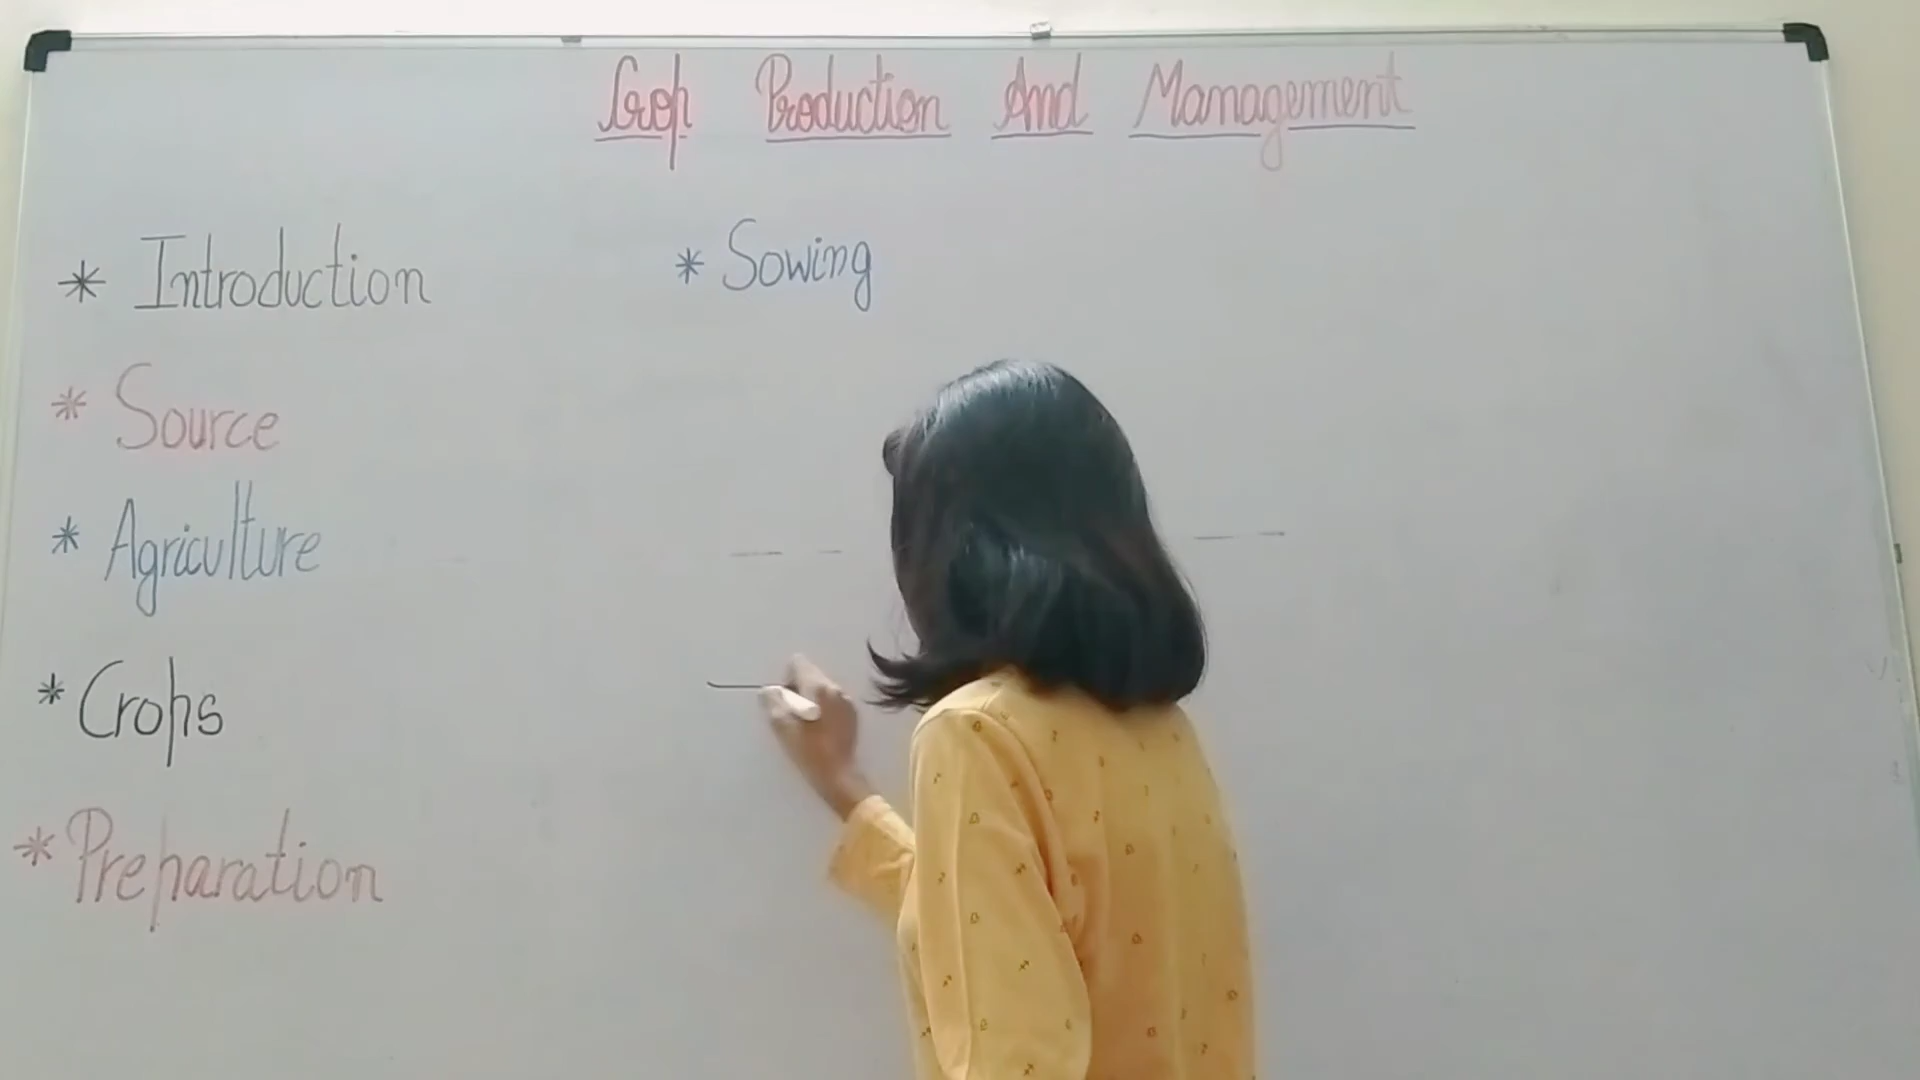 Crop Production And Management
* Introduction
* Source
* Agriculture
* Crops
* Preparation
* Sowing